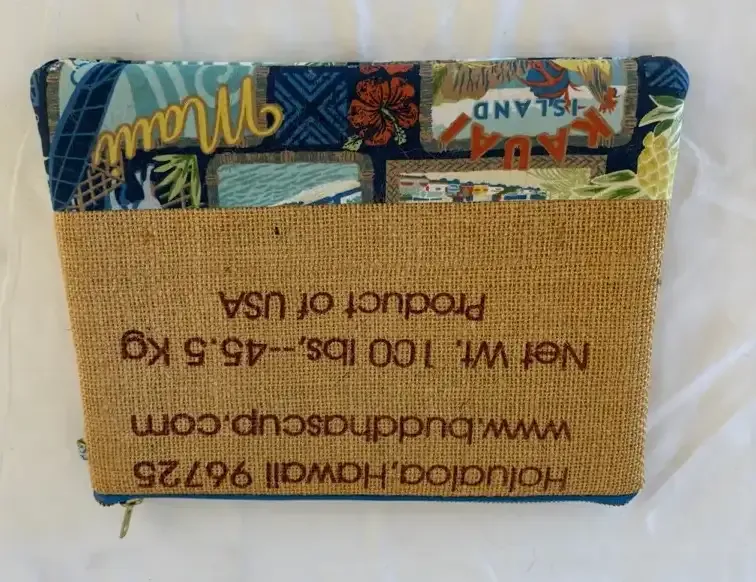 Holualoa,Hawaii 96725
www.buddhascup.com
Net Wt. 100 lbs.--45.5 Kg
Product of USA
KAUAI
ISLAND
Maui